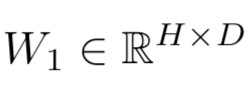 W₁ ∈ ℝ^{H×D}